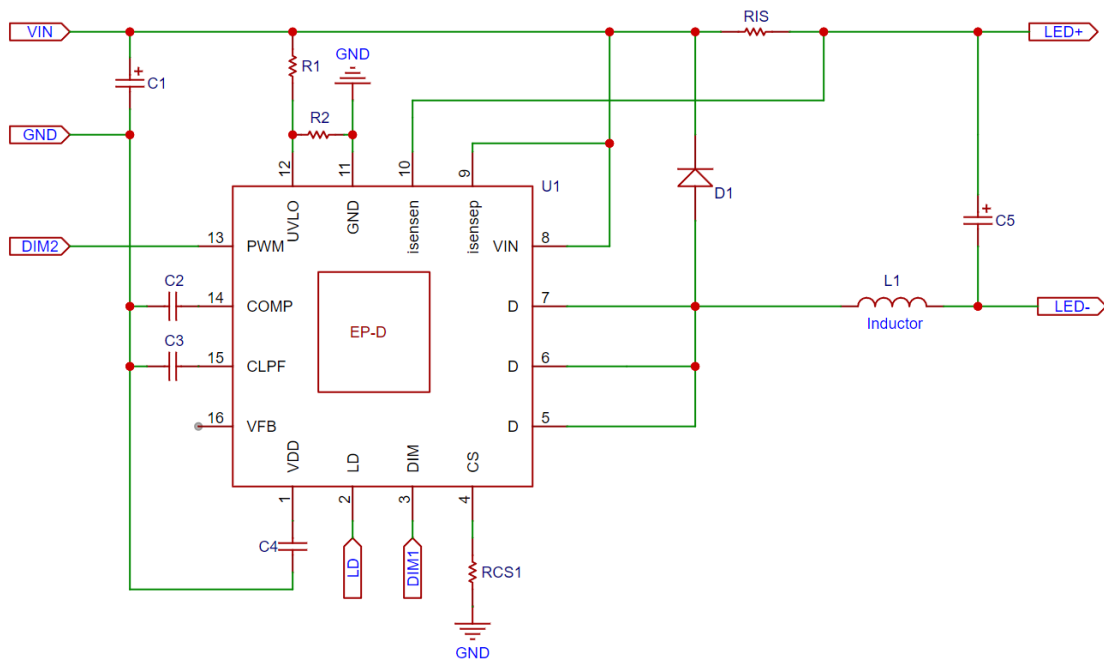 VIN
RIS
LED+
GND
R1
C1
R2
GND
12
11
10
9
U1
UVLO
GND
isensen
isensep
D1
C5
DIM2
13
PWM
VIN
8
C2
14
COMP
D
7
L1
Inductor
LED-
EP-D
C3
15
CLPF
D
6
16
VFB
D
5
VDD
LD
DIM
CS
1
2
3
4
C4
LD
DIM1
RCS1
GND